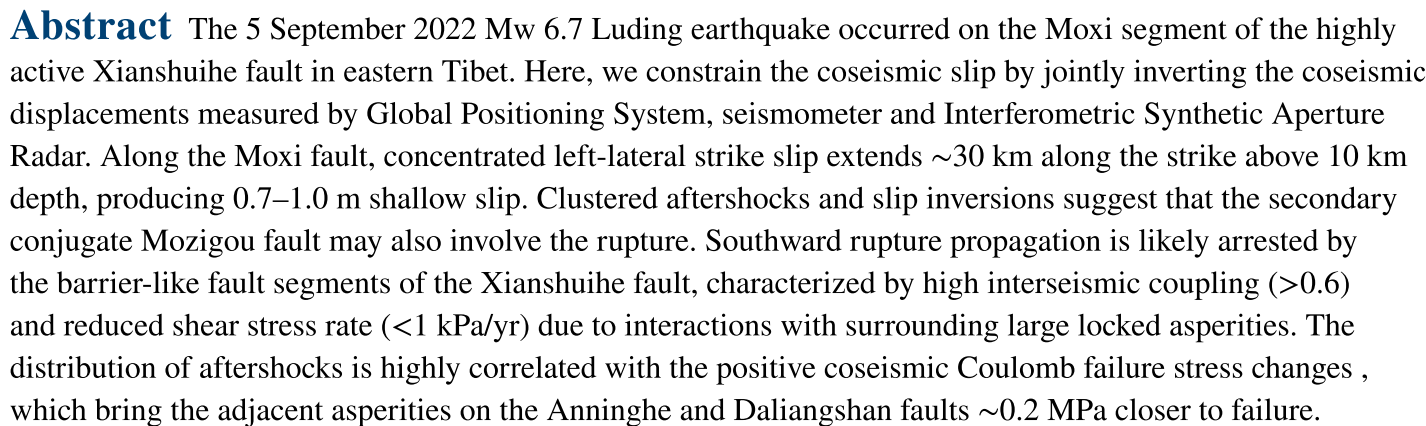 Abstract The 5 September 2022 Mw 6.7 Luding earthquake occurred on the Moxi segment of the highly
active Xianshuihe fault in eastern Tibet. Here, we constrain the coseismic slip by jointly inverting the coseismic
displacements measured by Global Positioning System, seismometer and Interferometric Synthetic Aperture
Radar. Along the Moxi fault, concentrated left-lateral strike slip extends ∼30 km along the strike above 10 km
depth, producing 0.7–1.0 m shallow slip. Clustered aftershocks and slip inversions suggest that the secondary
conjugate Mozigou fault may also involve the rupture. Southward rupture propagation is likely arrested by
the barrier-like fault segments of the Xianshuihe fault, characterized by high interseismic coupling (>0.6)
and reduced shear stress rate (<1 kPa/yr) due to interactions with surrounding large locked asperities. The
distribution of aftershocks is highly correlated with the positive coseismic Coulomb failure stress changes ,
which bring the adjacent asperities on the Anninghe and Daliangshan faults ∼0.2 MPa closer to failure.